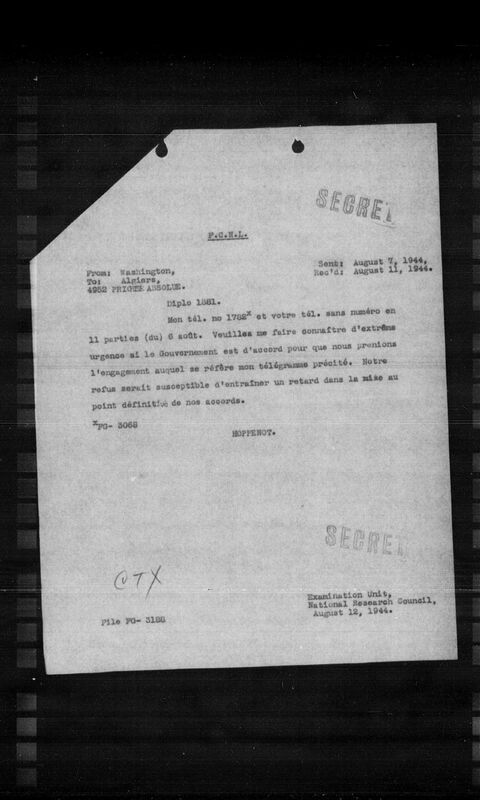 SECRET
F.C.N.L.
From: Washington,
To: Algiers,
4952 PRIOTE ABSOLUE.
Sent: August 7, 1944,
Rec'd: August 11, 1944.
Diplo 1881.
Mon tél. no 1782x et votre tél. sans numéro en
11 parties (du) 6 août. Veuillez me faire connaître d'extrême
urgence si le Gouvernement est d'accord pour que nous prenions
l'engagement auquel se réfère mon télégramme précité. Notre
refus serait susceptible d'entraîner un retard dans la mise au
point définitive de nos accords.
xFG- 3068
HOPPENOT.
SECRET
File FG- 3188
Examination Unit,
National Research Council,
August 12, 1944.